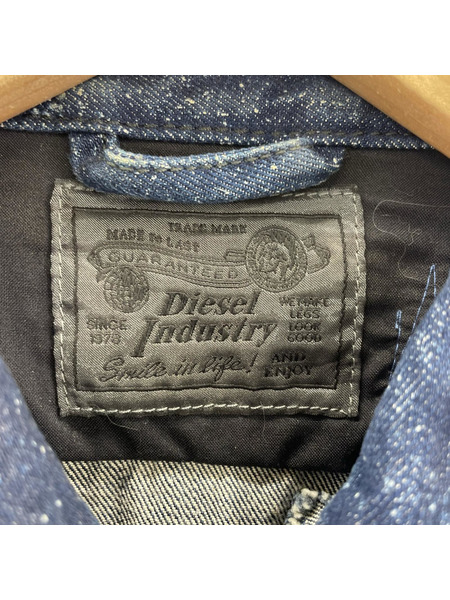 TRADE MARK
MADE to LAST
GUARANTEED
Diesel
Industry
SINCE
1978
WE MAKE
LEGS
LOOK
GOOD
AND
ENJOY
Smile in life!